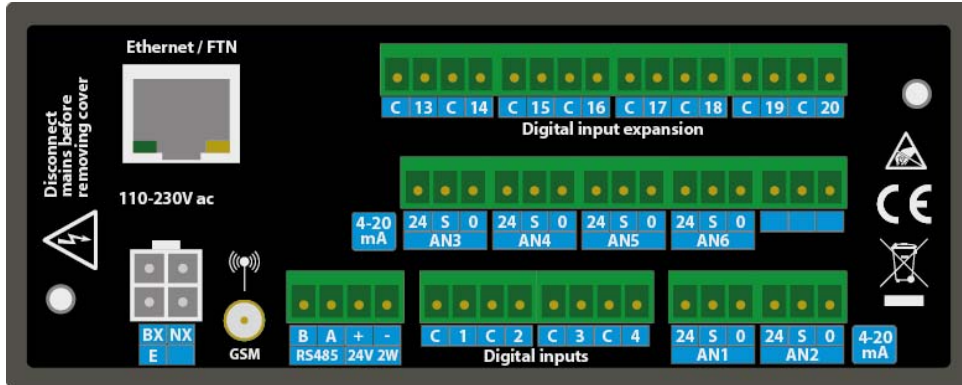 Ethernet / FTN
Disconnect
mains before
removing cover
C 13 C 14 C 15 C 16 C 17 C 18 C 19 C 20
Digital input expansion
110-230V ac
4-20
mA
24 S 0 24 S 0 24 S 0 24 S 0
AN3 AN4 AN5 AN6
CE
BX NX
E
GSM
B A + -
RS485 24V 2W
C 1 C 2 C 3 C 4
Digital inputs
24 S 0 24 S 0
AN1 AN2
4-20
mA